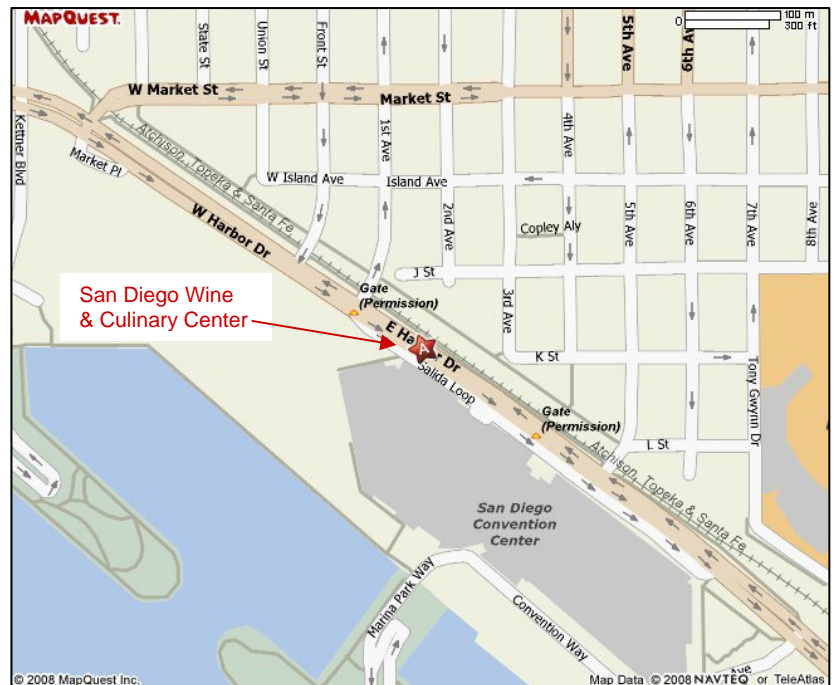 MAPQUEST.
0 100 m
300 ft
State St
Union St
Front St
5th Ave
6th Ave
W Market St
Market St
Kettner Blvd
Atchison, Topeka & Santa Fe
1st Ave
4th Ave
Market Pl
W Island Ave
Island Ave
2nd Ave
5th Ave
6th Ave
7th Ave
8th Ave
Copley Aly
W Harbor Dr
J St
San Diego Wine
& Culinary Center
Gate
(Permission)
3rd Ave
E Harbor Dr
A
K St
Salida Loop
Tony Gwynn Dr
Gate
(Permission)
L St
Atchison, Topeka & Santa Fe
San Diego
Convention
Center
Marina Park Way
Convention Way
Ave
© 2008 MapQuest Inc.
Map Data © 2008 NAVTEQ or TeleAtlas